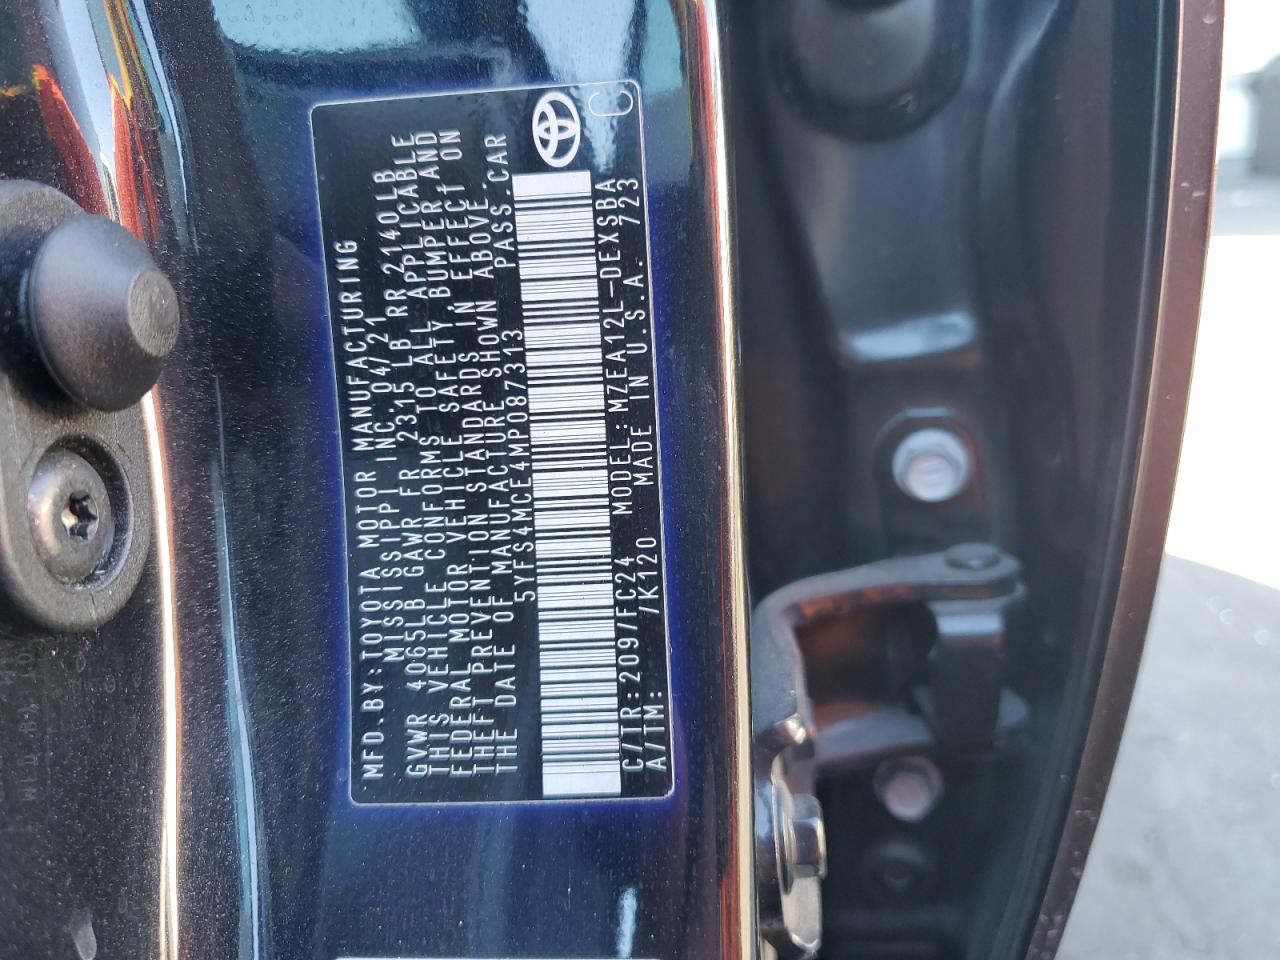 MFD.BY:TOYOTA MOTOR MANUFACTURING
MISSISSIPPI INC. 04/21
GVWR 4065LB GAWR FR 2315 LB RR 2140LB
THIS VEHICLE CONFORMS TO ALL APPLICABLE
FEDERAL MOTOR VEHICLE SAFETY, BUMPER, AND
THEFT PREVENTION STANDARDS IN EFFECT ON
THE DATE OF MANUFACTURE SHOWN ABOVE.
5YFS4MCE4MP087313 PASS.CAR
C/TR:209/FC24 MODEL:MZEA12L-DEXSBA
A/TM: /K120 MADE IN U.S.A. 723
C